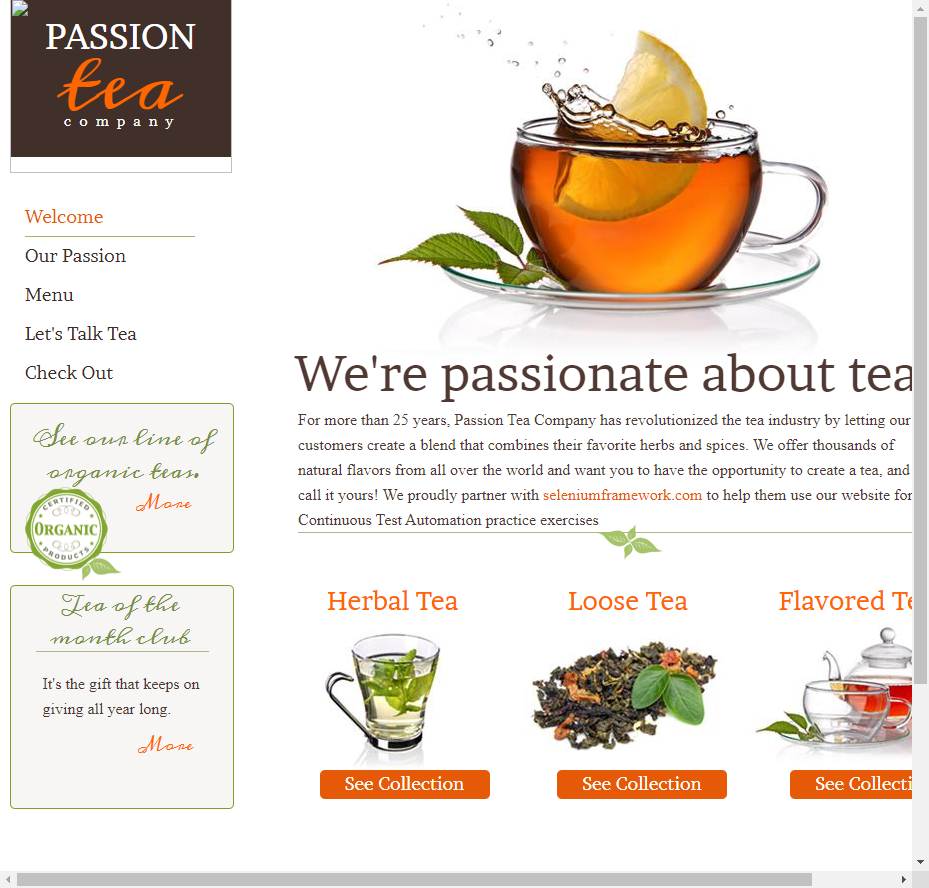 PASSION
tea
company
Welcome
Our Passion
Menu
Let's Talk Tea
Check Out
See our line of
organic teas.
More
CERTIFIED
ORGANIC
PRODUCTS
Tea of the
month club
It's the gift that keeps on
giving all year long.
More
We're passionate about tea
For more than 25 years, Passion Tea Company has revolutionized the tea industry by letting our
customers create a blend that combines their favorite herbs and spices. We offer thousands of
natural flavors from all over the world and want you to have the opportunity to create a tea, and
call it yours! We proudly partner with seleniumframework.com to help them use our website for
Continuous Test Automation practice exercises
Herbal Tea
Loose Tea
Flavored Te
See Collection
See Collection
See Collecti